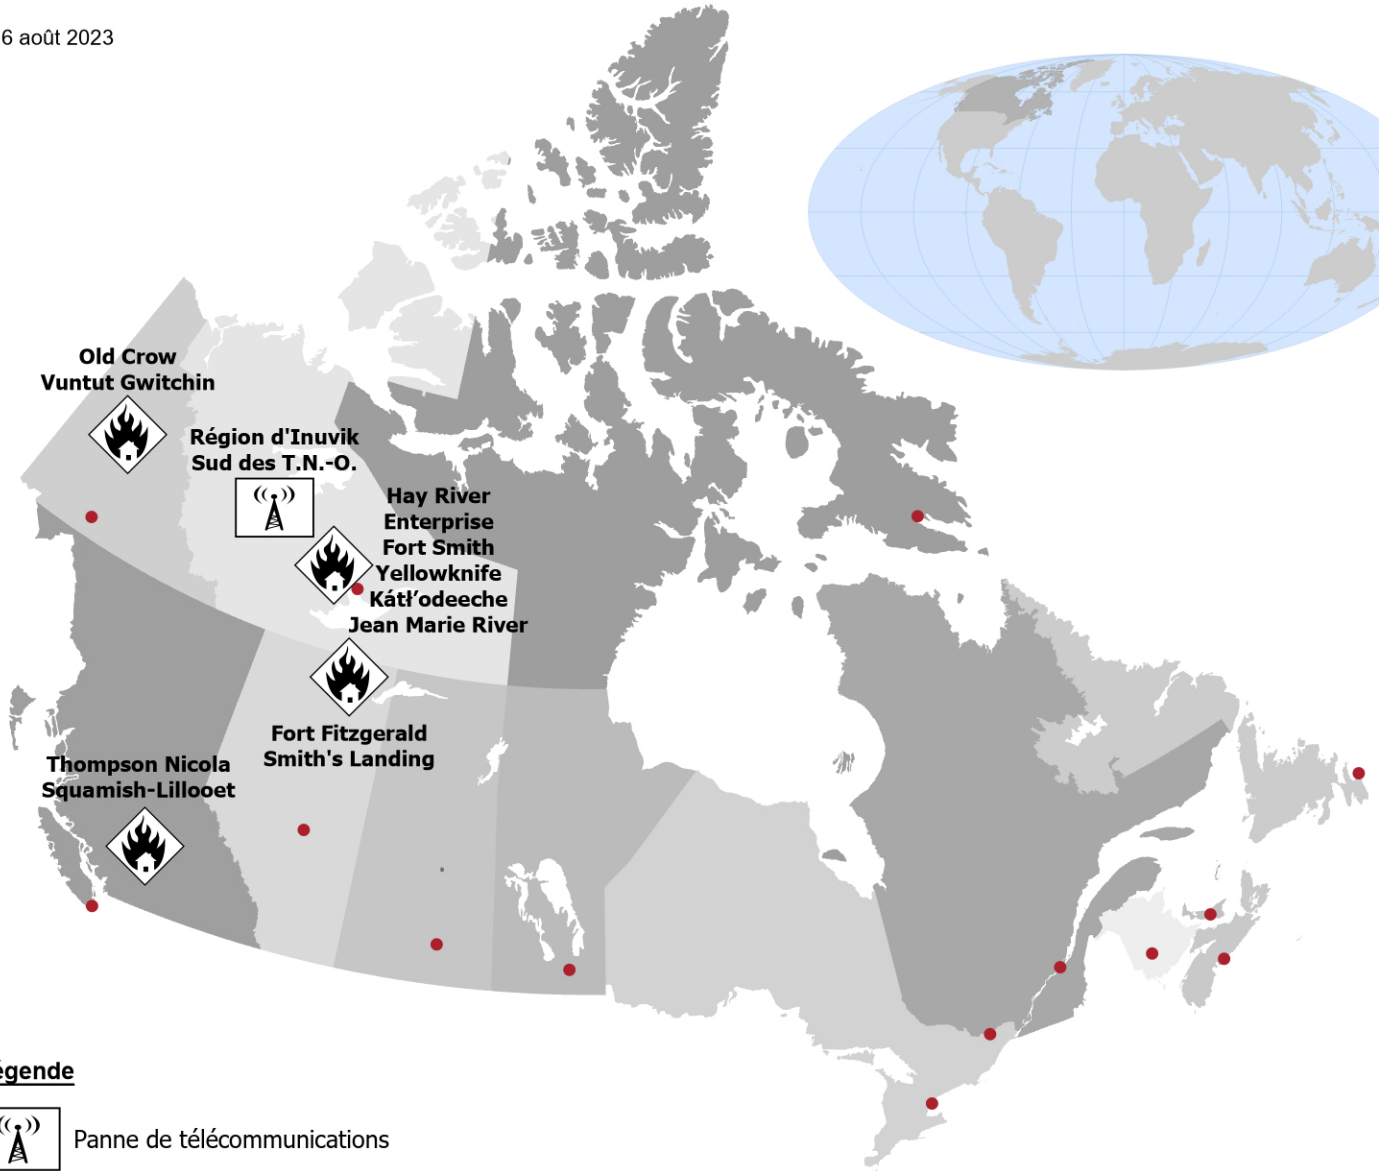 6 août 2023
Old Crow
Vuntut Gwitchin
Région d'Inuvik
Sud des T.N.-O.
Hay River
Enterprise
Fort Smith
Yellowknife
Kátł’odeeche
Jean Marie River
Fort Fitzgerald
Smith's Landing
Thompson Nicola
Squamish-Lillooet
égende
Panne de télécommunications